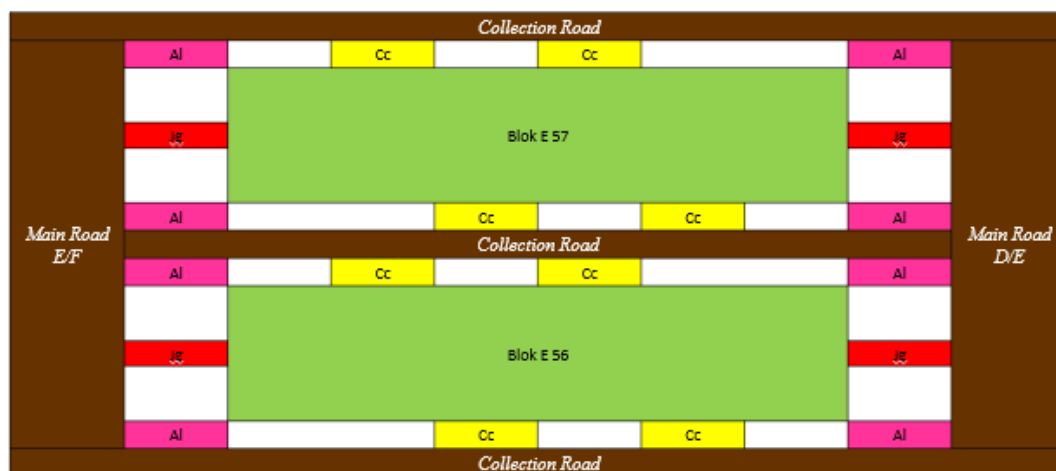 Collection Road
Al Cc Cc Al
Blok E 57
Jg Jg
Al Cc Cc Al
Main Road
E/F
Collection Road
Main Road
D/E
Al Cc Cc Al
Jg Blok E 56 Jg
Al Cc Cc Al
Collection Road